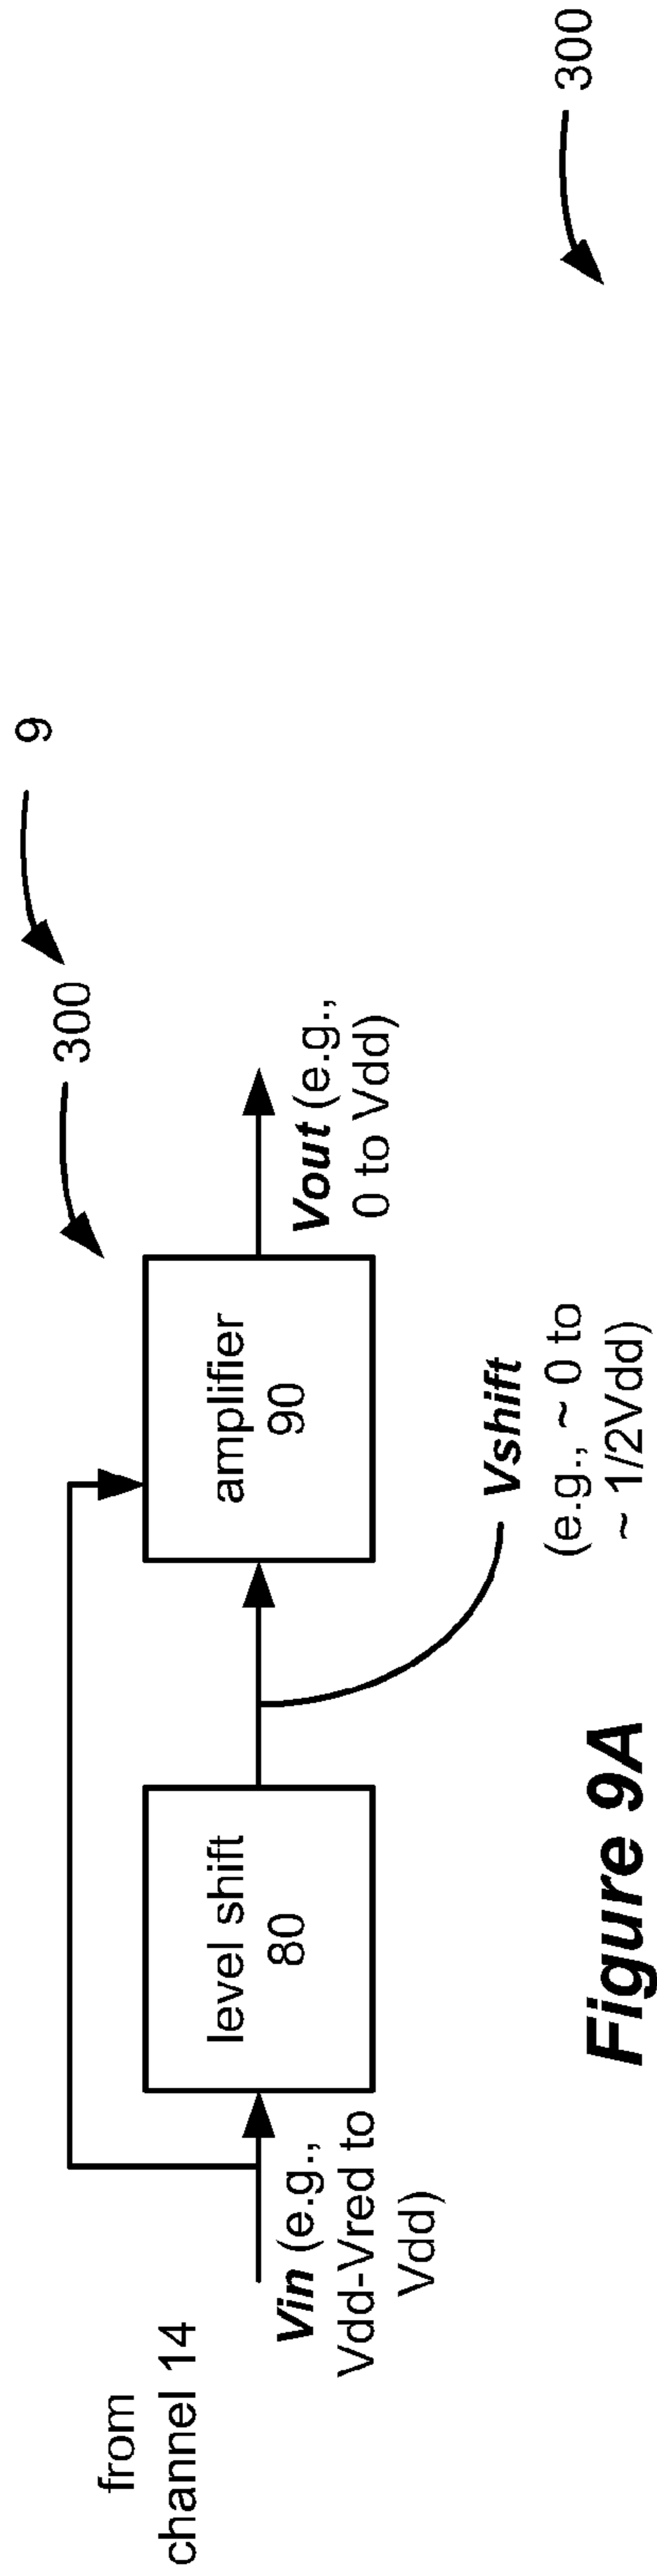 from
channel 14
Vin (e.g.,
Vdd-Vred to
Vdd)
level shift
80
Vshift
(e.g., ~ 0 to
~ 1/2Vdd)
amplifier
90
Vout (e.g.,
0 to Vdd)
300
9
300
Figure 9A